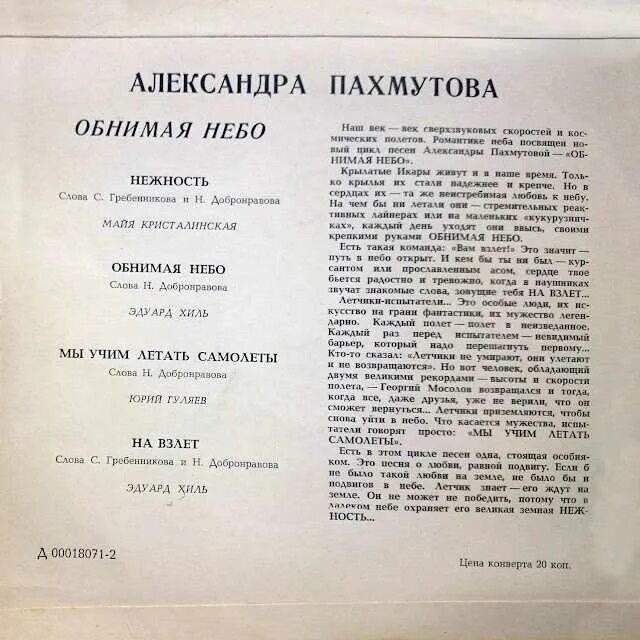 АЛЕКСАНДРА ПАХМУТОВА
ОБНИМАЯ НЕБО
НЕЖНОСТЬ
Слова С. Гребенникова и Н. Добронравова
МАЙЯ КРИСТАЛИНСКАЯ
ОБНИМАЯ НЕБО
Слова Н. Добронравова
ЭДУАРД ХИЛЬ
МЫ УЧИМ ЛЕТАТЬ САМОЛЕТЫ
Слова Н. Добронравова
ЮРИЙ ГУЛЯЕВ
НА ВЗЛЕТ
Слова С. Гребенникова и Н. Добронравова
ЭДУАРД ХИЛЬ
Д 00018071-2
Наш век — век сверхзвуковых скоростей и кос-
мических полетов. Романтике неба посвящен но-
вый цикл песен Александры Пахмутовой — «ОБ-
НИМАЯ НЕБО».
Крылатые Икары живут и в наше время. Толь-
ко крылья их стали надежнее и крепче. Но в
сердцах их — та же неистребимая любовь к небу.
На чем бы ни летали они — стремительных реак-
тивных лайнерах или на маленьких «кукурузнич-
ках», каждый день уходят они ввысь, своими
крепкими руками ОБНИМАЯ НЕБО.
Есть такая команда: «Вам взлет!» Это значит —
путь в небо открыт. И кем бы ты ни был — кур-
сантом или прославленным асом, сердце твое
бьется радостно и тревожно, когда в наушниках
звучат знакомые слова, зовущие тебя НА ВЗЛЕТ...
Летчики-испытатели... Это особые люди, их ис-
кусство на грани фантастики, их мужество леген-
дарно. Каждый полет — полет в неизведанное.
Каждый раз перед испытателем — невидимый
барьер, который надо перешагнуть первому...
Кто-то сказал: «Летчики не умирают, они улетают
и не возвращаются». Но вот человек, обладающий
двумя великими рекордами — высоты и скорости
полета, — Георгий Мосолов возвращался и тогда,
когда все, даже друзья, уже не верили, что он
сможет вернуться... Летчики приземляются, чтобы
снова уйти в небо. Что касается мужества, испы-
татели говорят просто: «МЫ УЧИМ ЛЕТАТЬ
САМОЛЕТЫ».
Есть в этом цикле песен одна, стоящая особня-
ком. Это песня о любви, равной подвигу. Если б
не было такой любви на земле, не было бы и
подвигов в небе. Летчик знает — его ждут на
земле. Он не может не победить, потому что в
далеком небе охраняет его великая земная НЕЖ-
НОСТЬ...
Цена конверта 20 коп.